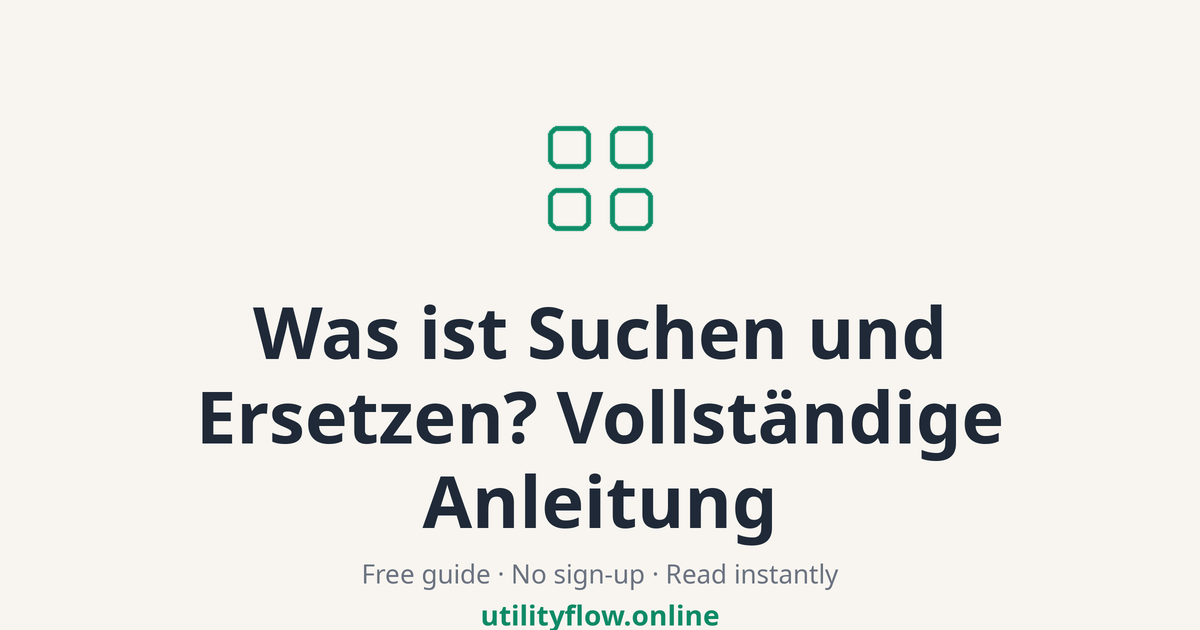 Was ist Suchen und
Ersetzen? Vollständige
Anleitung
Free guide · No sign-up · Read instantly
utilityflow.online